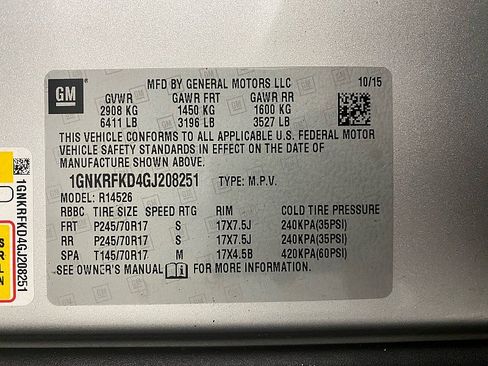 GM
MFD BY GENERAL MOTORS LLC 10/15
GVWR GAWR FRT GAWR RR
2908 KG 1450 KG 1600 KG
6411 LB 3196 LB 3527 LB
THIS VEHICLE CONFORMS TO ALL APPLICABLE U.S. FEDERAL MOTOR
VEHICLE SAFETY STANDARDS IN EFFECT ON THE DATE OF
MANUFACTURE SHOWN ABOVE.
1GNKRFKD4GJ208251 TYPE: M.P.V.
MODEL: R14526
RBBC TIRE SIZE SPEED RTG RIM COLD TIRE PRESSURE
FRT P245/70R17 S 17X7.5J 240KPA(35PSI)
RR P245/70R17 S 17X7.5J 240KPA(35PSI)
SPA T145/70R17 M 17X4.5B 420KPA(60PSI)
SEE OWNER'S MANUAL FOR MORE INFORMATION.
1GNKRFKD4GJ208251